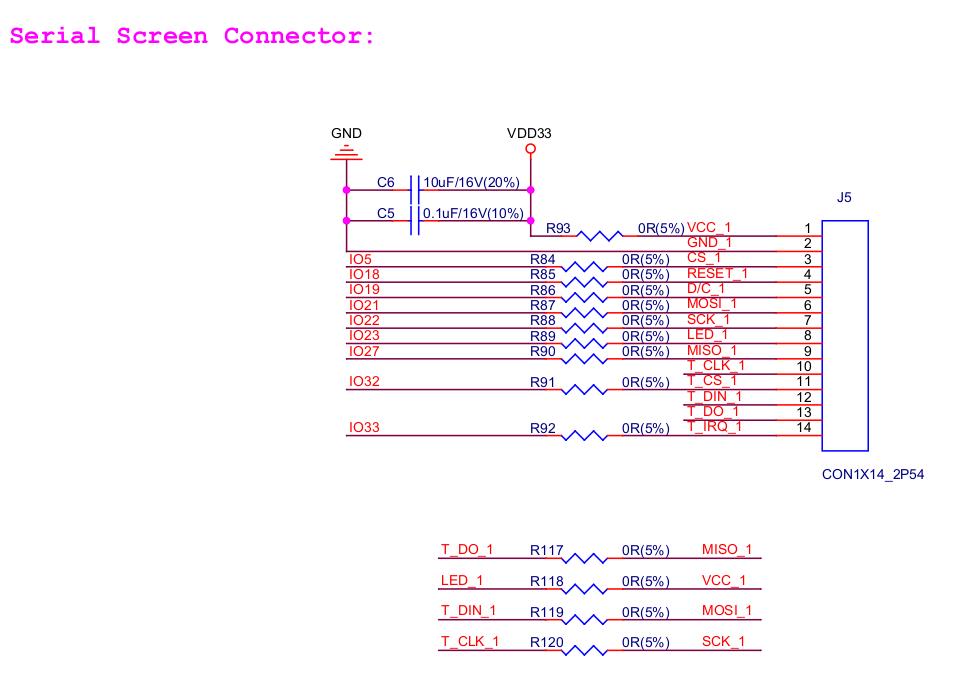 Serial Screen Connector:
GND VDD33
C6 10uF/16V(20%)
J5
C5 0.1uF/16V(10%)
R93 0R(5%) VCC_1 1
GND_1 2
IO5 R84 0R(5%) CS_1 3
IO18 R85 0R(5%) RESET_1 4
IO19 R86 0R(5%) D/C_1 5
IO21 R87 0R(5%) MOSI_1 6
IO22 R88 0R(5%) SCK_1 7
IO23 R89 0R(5%) LED_1 8
IO27 R90 0R(5%) MISO_1 9
T_CLK_1 10
IO32 R91 0R(5%) T_CS_1 11
T_DIN_1 12
T_DO_1 13
IO33 R92 0R(5%) T_IRQ_1 14
CON1X14_2P54
T_DO_1 R117 0R(5%) MISO_1
LED_1 R118 0R(5%) VCC_1
T_DIN_1 R119 0R(5%) MOSI_1
T_CLK_1 R120 0R(5%) SCK_1